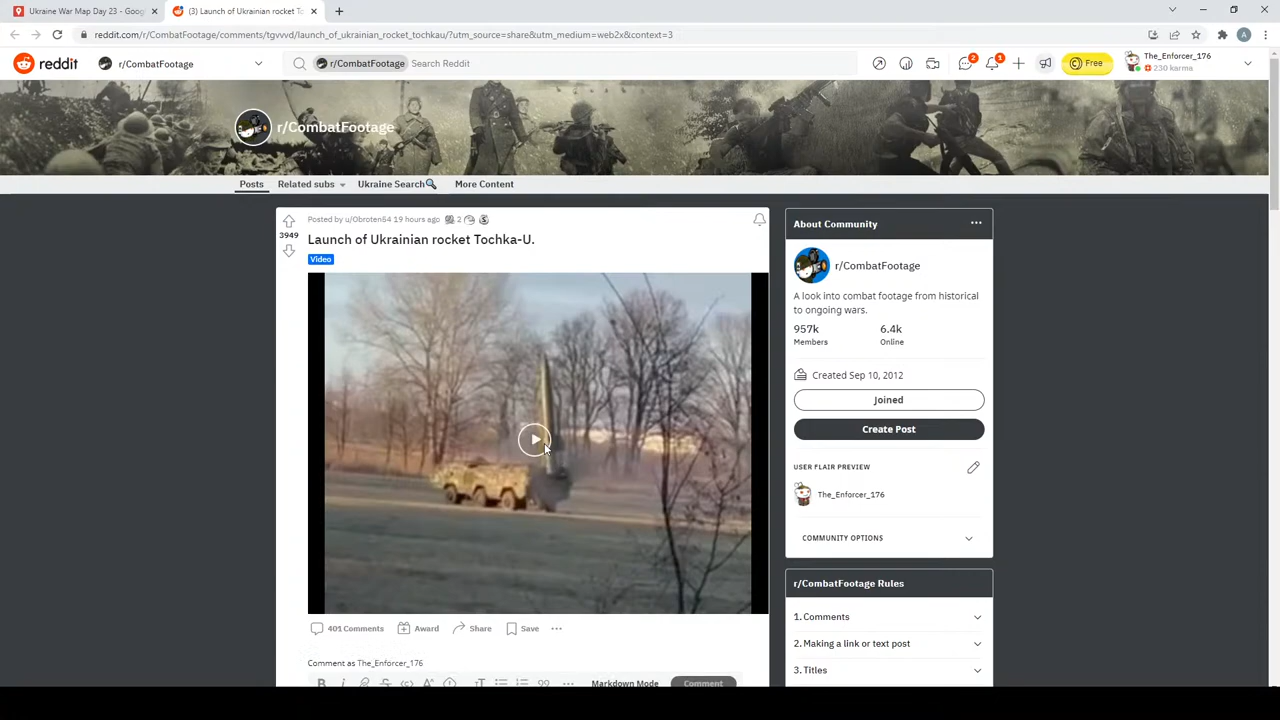 Ukraine War Map Day 23 - Goog
(3) Launch of Ukrainian rocket To
reddit.com/r/CombatFootage/comments/tgvvvd/launch_of_ukrainian_rocket_tochkau/?utm_source=share&utm_medium=web2x&context=3
A
reddit
r/CombatFootage
r/CombatFootage
Search Reddit
2
1
Free
The_Enforcer_176
230 karma
r/CombatFootage
Posts
Related subs
Ukraine Search
More Content
Posted by u/Obroten54 19 hours ago
2
3949
Launch of Ukrainian rocket Tochka-U.
Video
401 Comments
Award
Share
Save
Comment as The_Enforcer_176
Markdown Mode
Comment
About Community
r/CombatFootage
A look into combat footage from historical
to ongoing wars.
957k
6.4k
Members
Online
Created Sep 10, 2012
Joined
Create Post
USER FLAIR PREVIEW
The_Enforcer_176
COMMUNITY OPTIONS
r/CombatFootage Rules
1. Comments
2. Making a link or text post
3. Titles